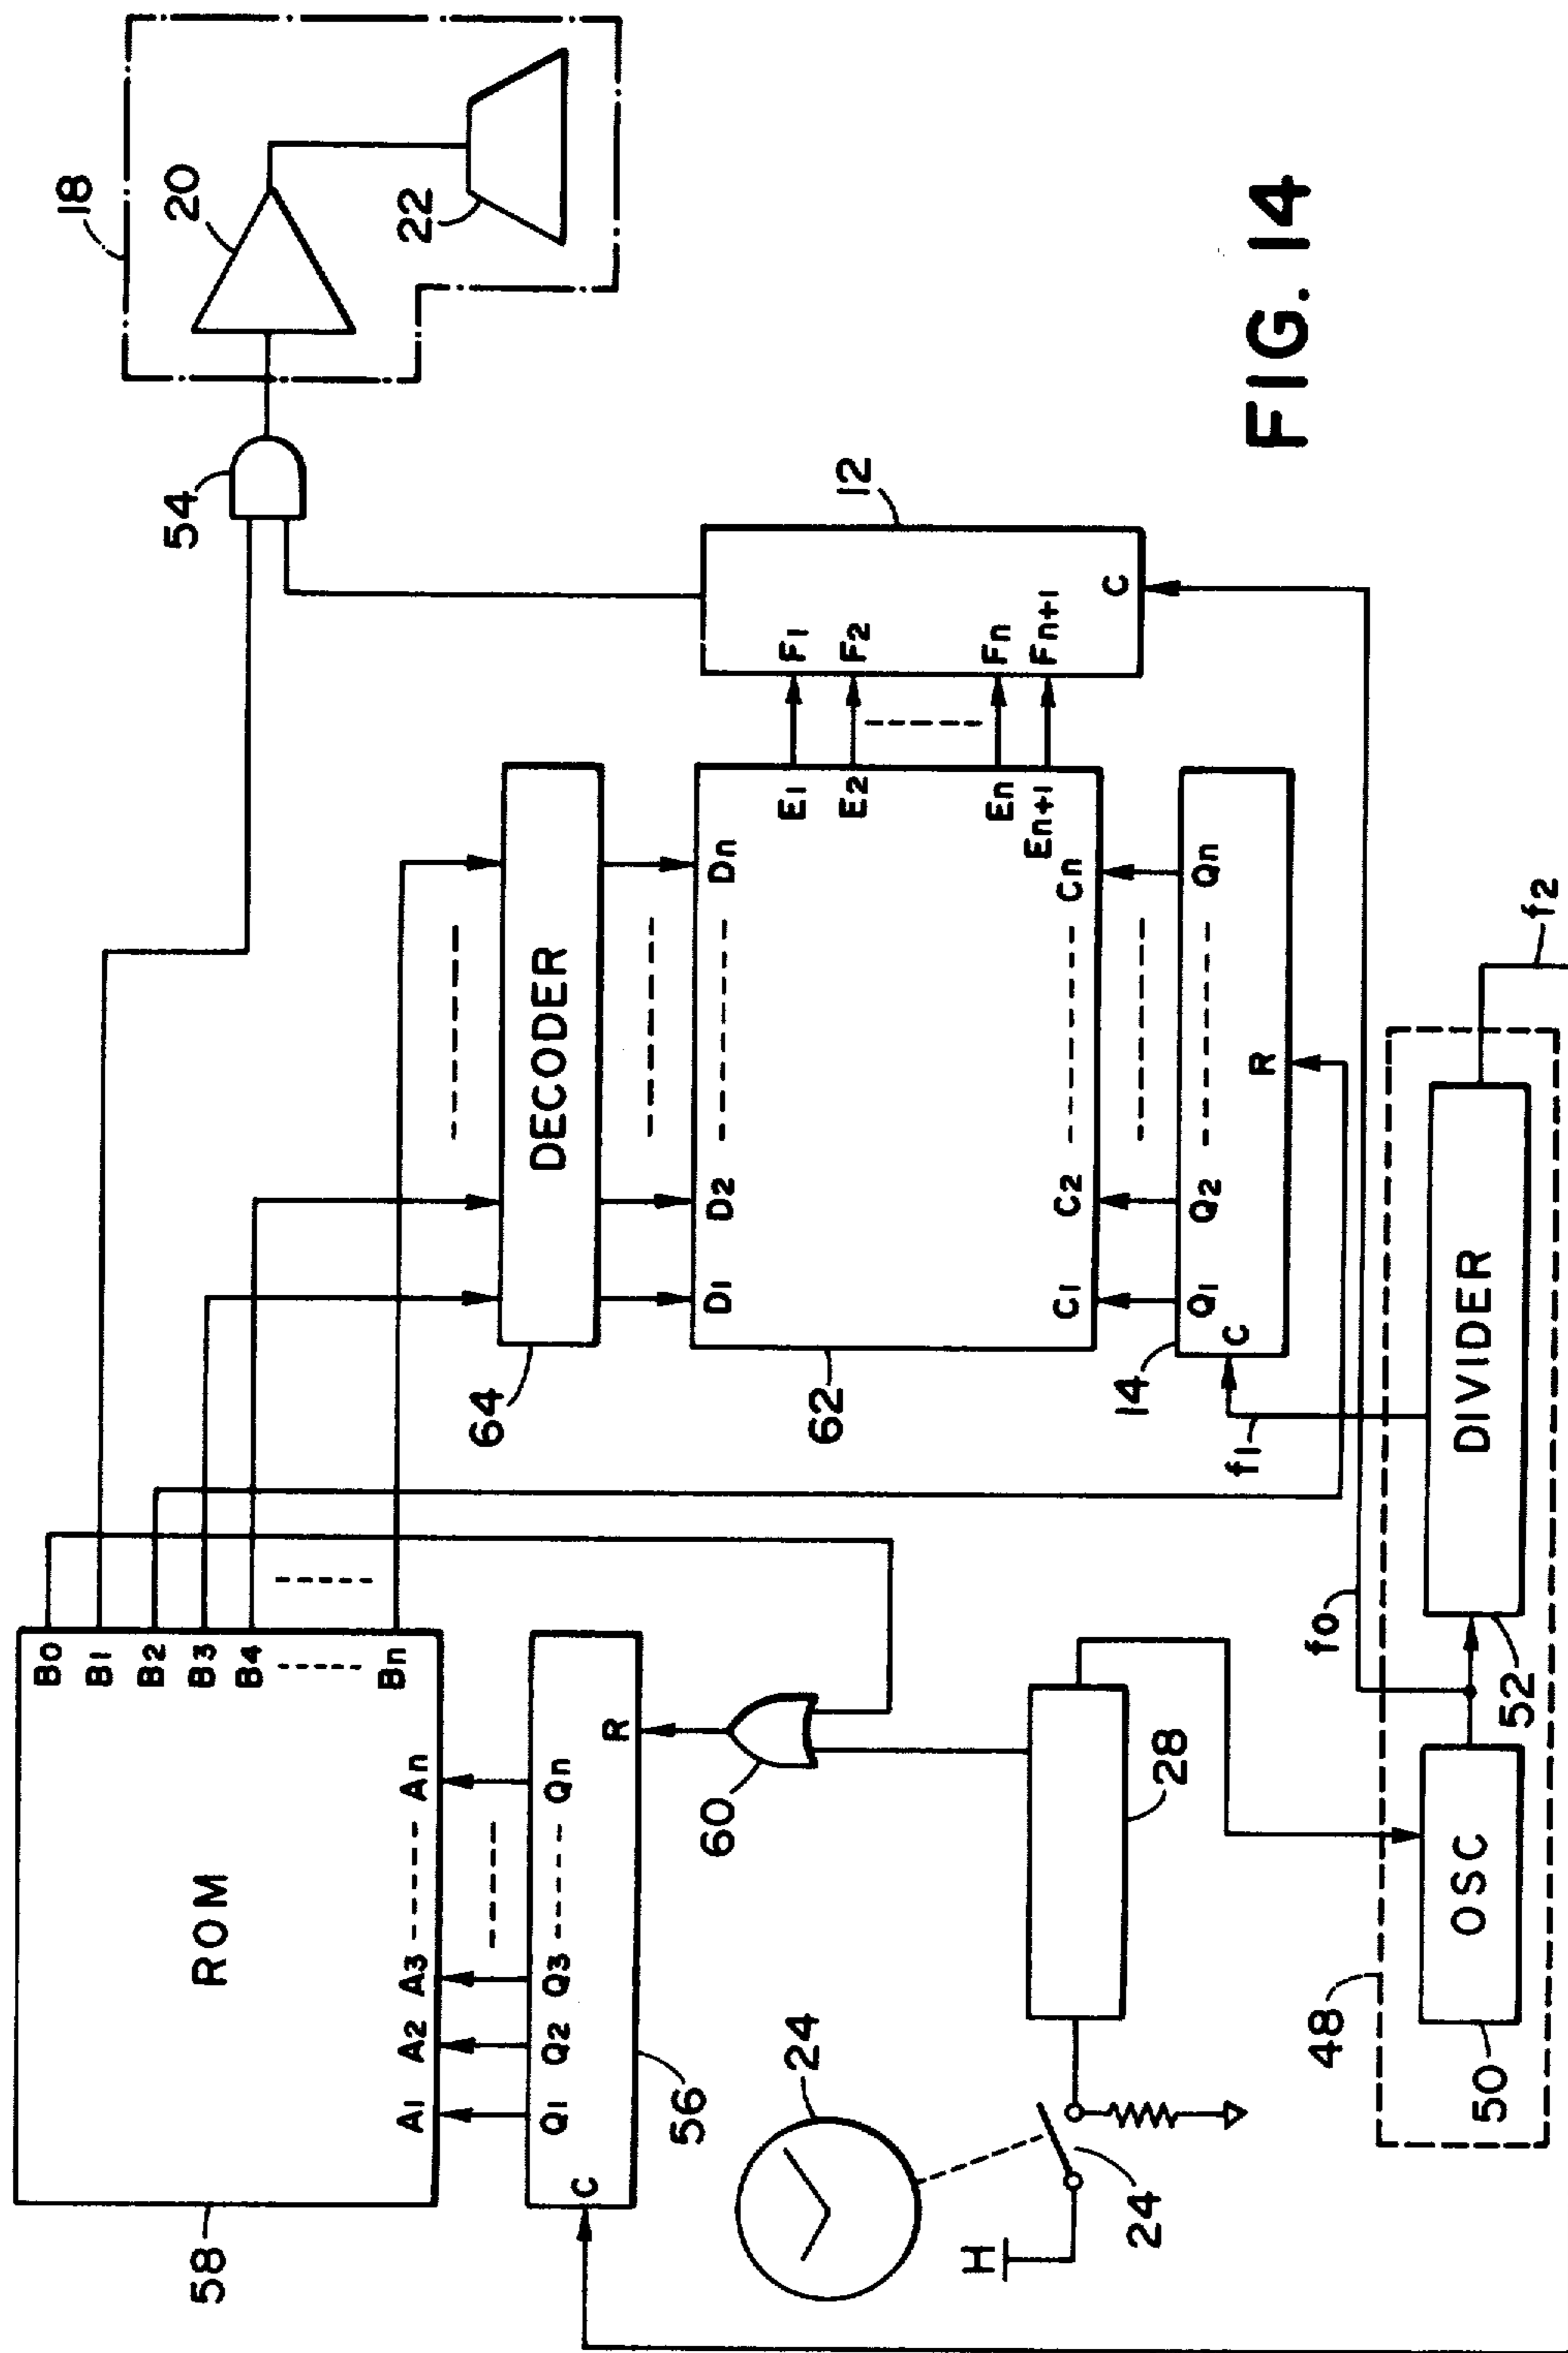 18
20
22
54
ROM
58
B0
B1
B2
B3
B4
Bn
A1 A2 A3 An
Q1 Q2 Q3 Qn
C
R
56
60
DECODER
64
D1 D2 Dn
62
E1
E2
En
En+1
C1 C2 Cn
F1
F2
Fn
Fn+1
C
12
Q1 Q2 Qn
C
R
14
24
H
24
28
f1
f0
48
OSC
50
DIVIDER
52
f2
FIG. 14